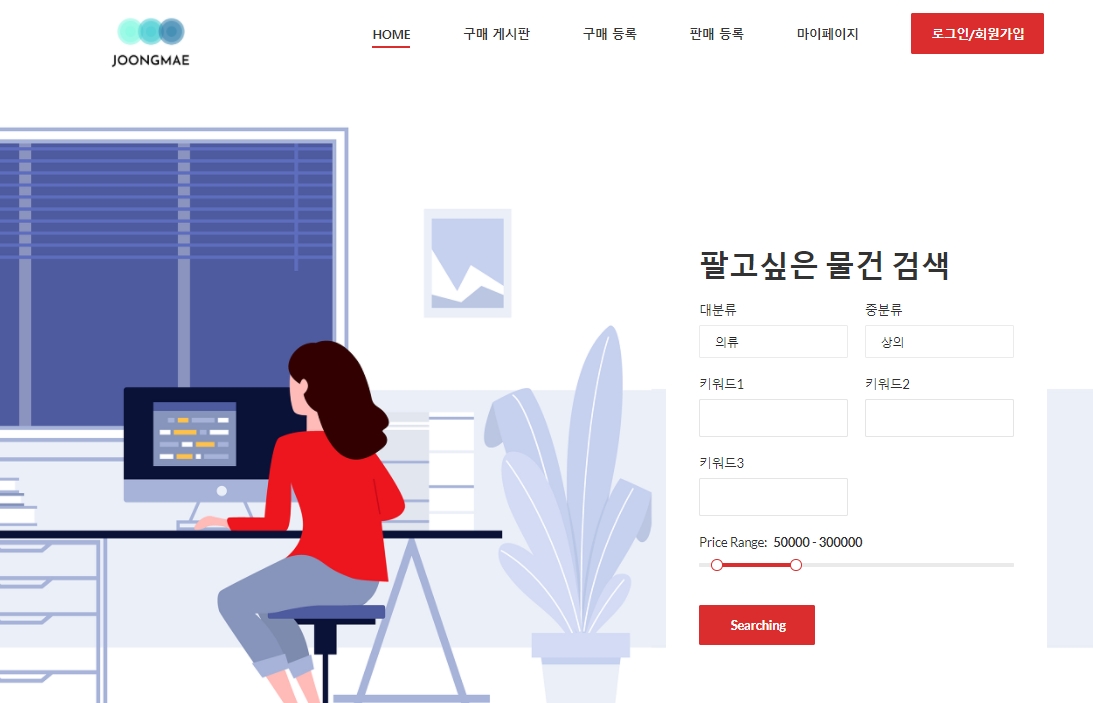 JOONGMAE
HOME 구매 게시판 구매 등록 판매 등록 마이페이지 로그인/회원가입
팔고싶은 물건 검색
대분류 중분류
의류 상의
키워드1 키워드2
키워드3
Price Range: 50000 - 300000
Searching